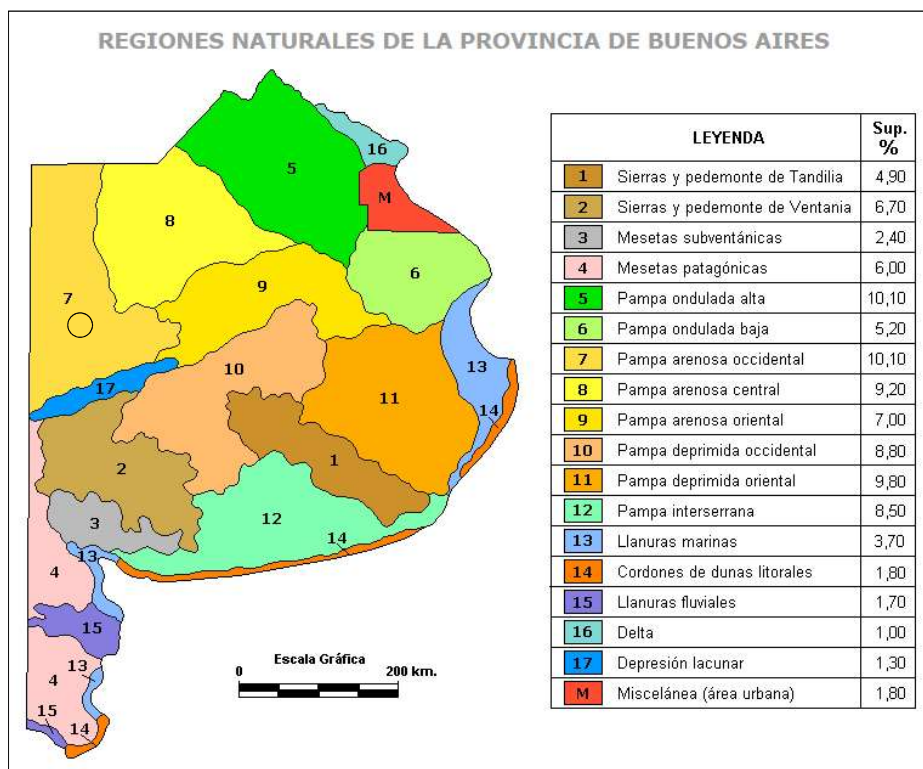 REGIONES NATURALES DE LA PROVINCIA DE BUENOS AIRES
16
5
M
8
6
9
7
13
10
17
11
14
1
2
12
3
14
13
4
15
13
4
15
14
Escala Gráfica
0 200 km.
LEYENDA Sup. %
1 Sierras y pedemonte de Tandilia 4,90
2 Sierras y pedemonte de Ventania 6,70
3 Mesetas subventánicas 2,40
4 Mesetas patagónicas 6,00
5 Pampa ondulada alta 10,10
6 Pampa ondulada baja 5,20
7 Pampa arenosa occidental 10,10
8 Pampa arenosa central 9,20
9 Pampa arenosa oriental 7,00
10 Pampa deprimida occidental 8,80
11 Pampa deprimida oriental 9,80
12 Pampa interserrana 8,50
13 Llanuras marinas 3,70
14 Cordones de dunas litorales 1,80
15 Llanuras fluviales 1,70
16 Delta 1,00
17 Depresión lacunar 1,30
M Miscelánea (área urbana) 1,80